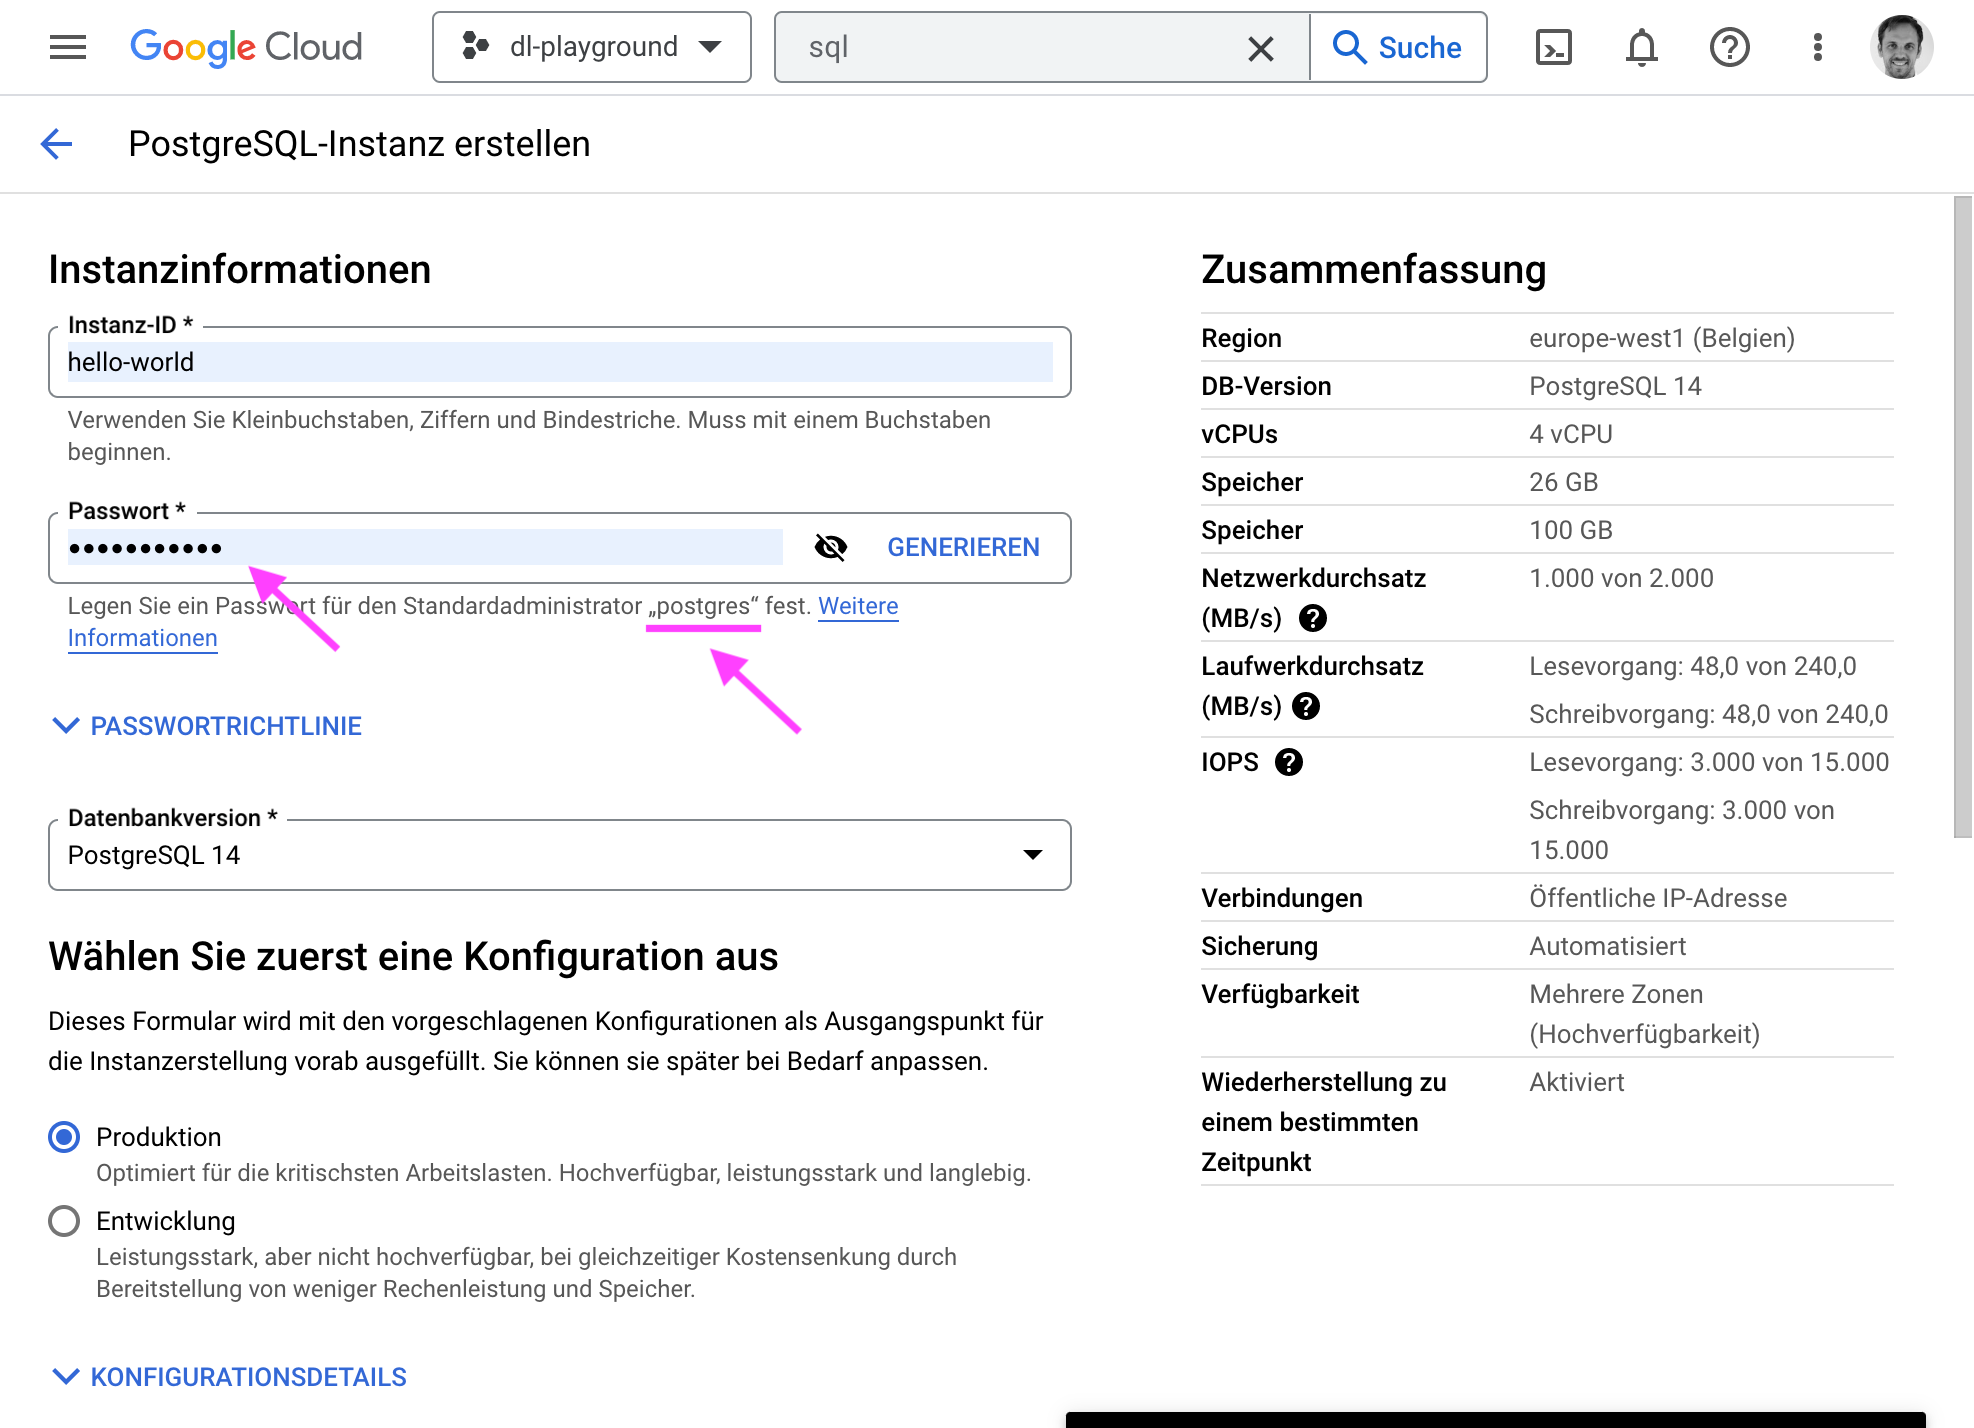 Google Cloud
dl-playground
sql
Suche
PostgreSQL-Instanz erstellen
Instanzinformationen
Instanz-ID *
hello-world
Verwenden Sie Kleinbuchstaben, Ziffern und Bindestriche. Muss mit einem Buchstaben
beginnen.
Passwort *
•••••••••••
GENERIEREN
Legen Sie ein Passwort für den Standardadministrator „postgres“ fest. Weitere
Informationen
PASSWORTRICHTLINIE
Datenbankversion *
PostgreSQL 14
Wählen Sie zuerst eine Konfiguration aus
Dieses Formular wird mit den vorgeschlagenen Konfigurationen als Ausgangspunkt für
die Instanzerstellung vorab ausgefüllt. Sie können sie später bei Bedarf anpassen.
Produktion
Optimiert für die kritischsten Arbeitslasten. Hochverfügbar, leistungsstark und langlebig.
Entwicklung
Leistungsstark, aber nicht hochverfügbar, bei gleichzeitiger Kostensenkung durch
Bereitstellung von weniger Rechenleistung und Speicher.
KONFIGURATIONSDETAILS
Zusammenfassung
Region europe-west1 (Belgien)
DB-Version PostgreSQL 14
vCPUs 4 vCPU
Speicher 26 GB
Speicher 100 GB
Netzwerkdurchsatz 1.000 von 2.000
(MB/s)
Laufwerkdurchsatz Lesevorgang: 48,0 von 240,0
(MB/s) Schreibvorgang: 48,0 von 240,0
IOPS Lesevorgang: 3.000 von 15.000
Schreibvorgang: 3.000 von
15.000
Verbindungen Öffentliche IP-Adresse
Sicherung Automatisiert
Verfügbarkeit Mehrere Zonen
(Hochverfügbarkeit)
Wiederherstellung zu Aktiviert
einem bestimmten
Zeitpunkt